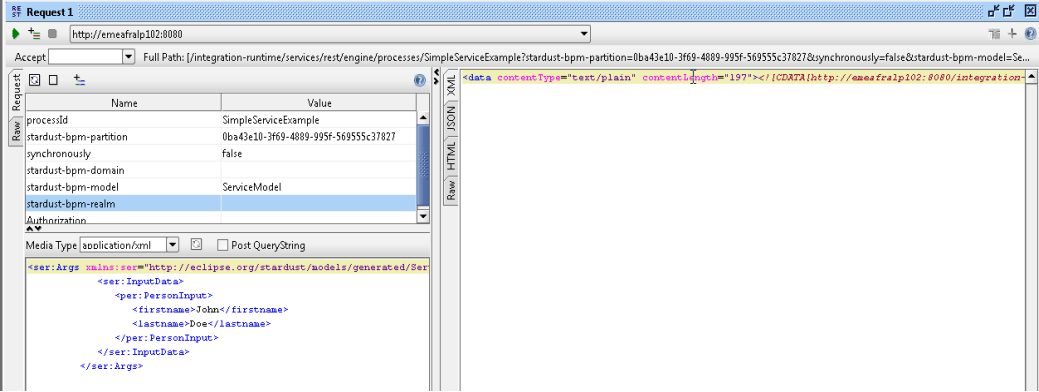 REST Request 1
http://emeafralp102:8080
Accept Full Path: [/integration-runtime/services/rest/engine/processes/SimpleServiceExample?stardust-bpm-partition=0ba43e10-3f69-4889-995f-569555c37827&synchronously=false&stardust-bpm-model=Se...
Request
Raw
Name Value
processId SimpleServiceExample
stardust-bpm-partition 0ba43e10-3f69-4889-995f-569555c37827
synchronously false
stardust-bpm-domain
stardust-bpm-model ServiceModel
stardust-bpm-realm
Authorization
Media Type application/xml Post QueryString
<ser:Args xmlns:ser="http://eclipse.org/stardust/models/generated/Ser
<ser:InputData>
<per:PersonInput>
<firstname>John</firstname>
<lastname>Doe</lastname>
</per:PersonInput>
</ser:InputData>
</ser:Args>
XML
JSON
HTML
Raw
<data contentType="text/plain" contentLength="197"><![CDATA[http://emeafralp102:8080/integration-